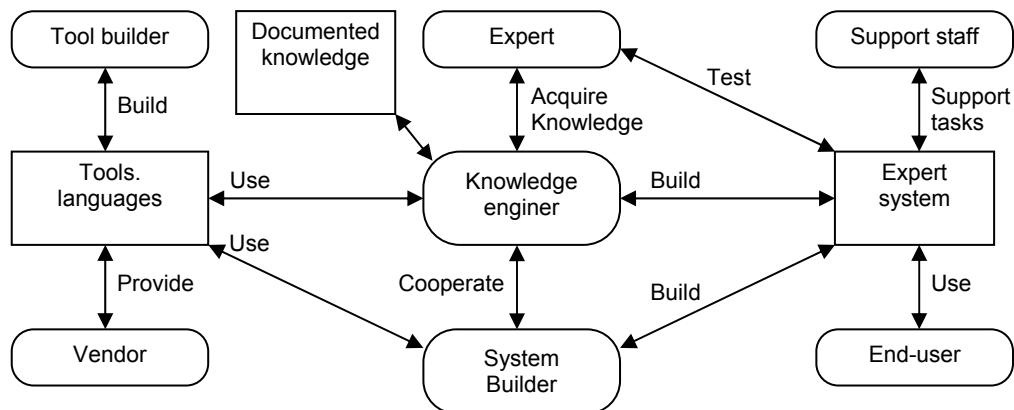 Tool builder
Documented
knowledge
Expert
Support staff
Build
Acquire
Knowledge
Test
Support
tasks
Tools.
languages
Use
Knowledge
enginer
Build
Expert
system
Use
Provide
Cooperate
Build
Use
Vendor
System
Builder
End-user